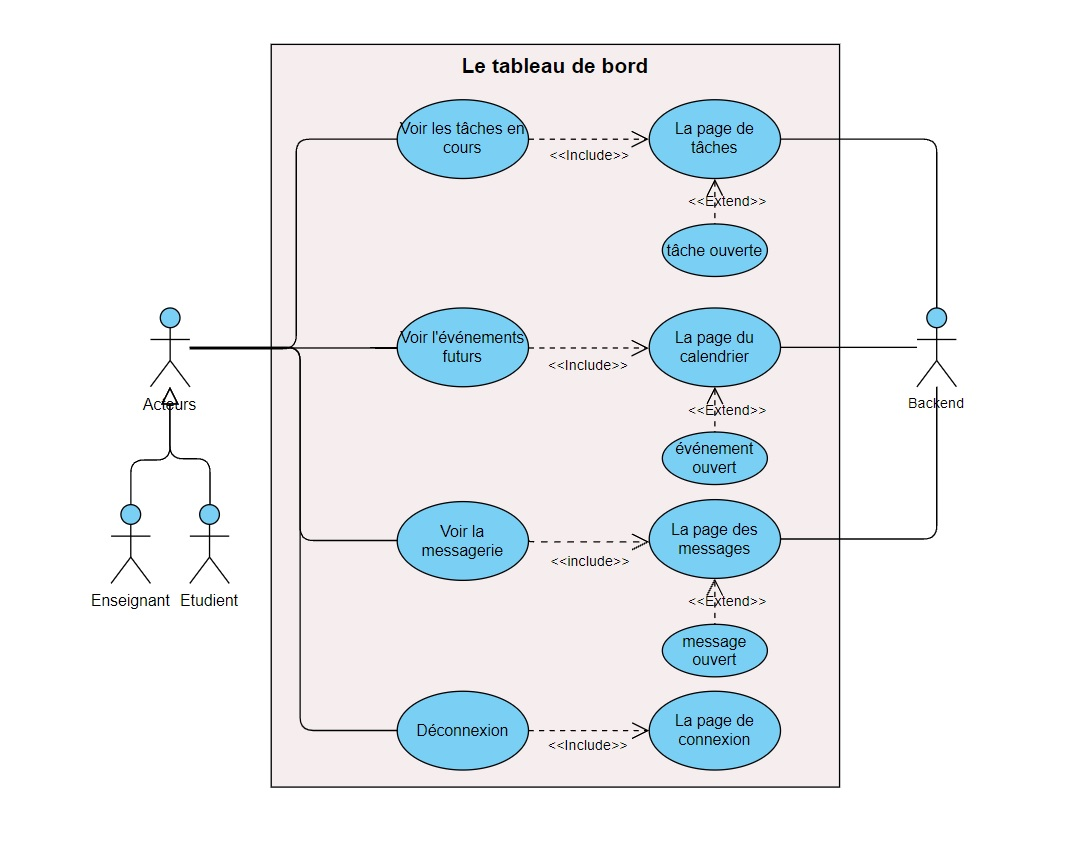 Le tableau de bord
Voir les tâches en
cours
<<Include>>
La page de
tâches
<<Extend>>
tâche ouverte
Voir l'événements
futurs
<<Include>>
La page du
calendrier
<<Extend>>
événement
ouvert
Acteurs
Backend
Enseignant
Etudient
Voir la
messagerie
<<include>>
La page des
messages
<<Extend>>
message
ouvert
Déconnexion
<<Include>>
La page de
connexion